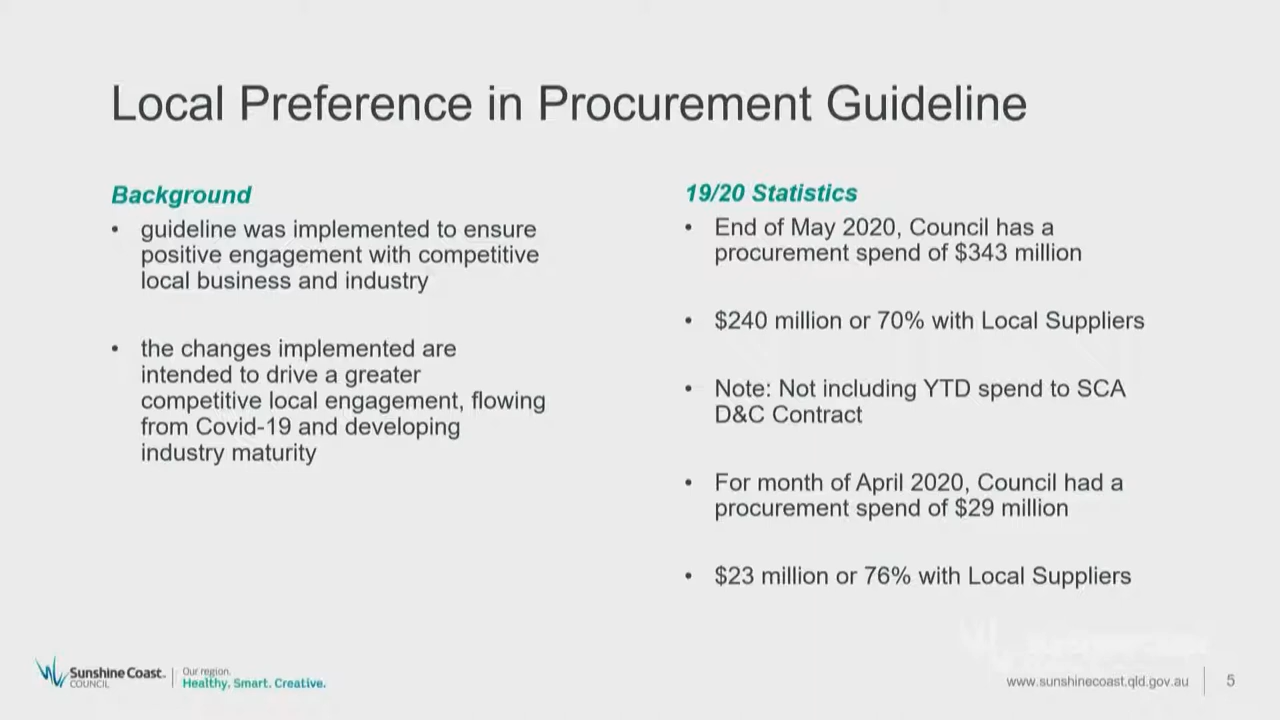 Local Preference in Procurement Guideline
Background
• guideline was implemented to ensure
positive engagement with competitive
local business and industry
• the changes implemented are
intended to drive a greater
competitive local engagement, flowing
from Covid-19 and developing
industry maturity
19/20 Statistics
• End of May 2020, Council has a
procurement spend of $343 million
• $240 million or 70% with Local Suppliers
• Note: Not including YTD spend to SCA
D&C Contract
• For month of April 2020, Council had a
procurement spend of $29 million
• $23 million or 76% with Local Suppliers
Sunshine Coast.
COUNCIL
Our region.
Healthy. Smart. Creative.
www.sunshinecoast.qld.gov.au
5